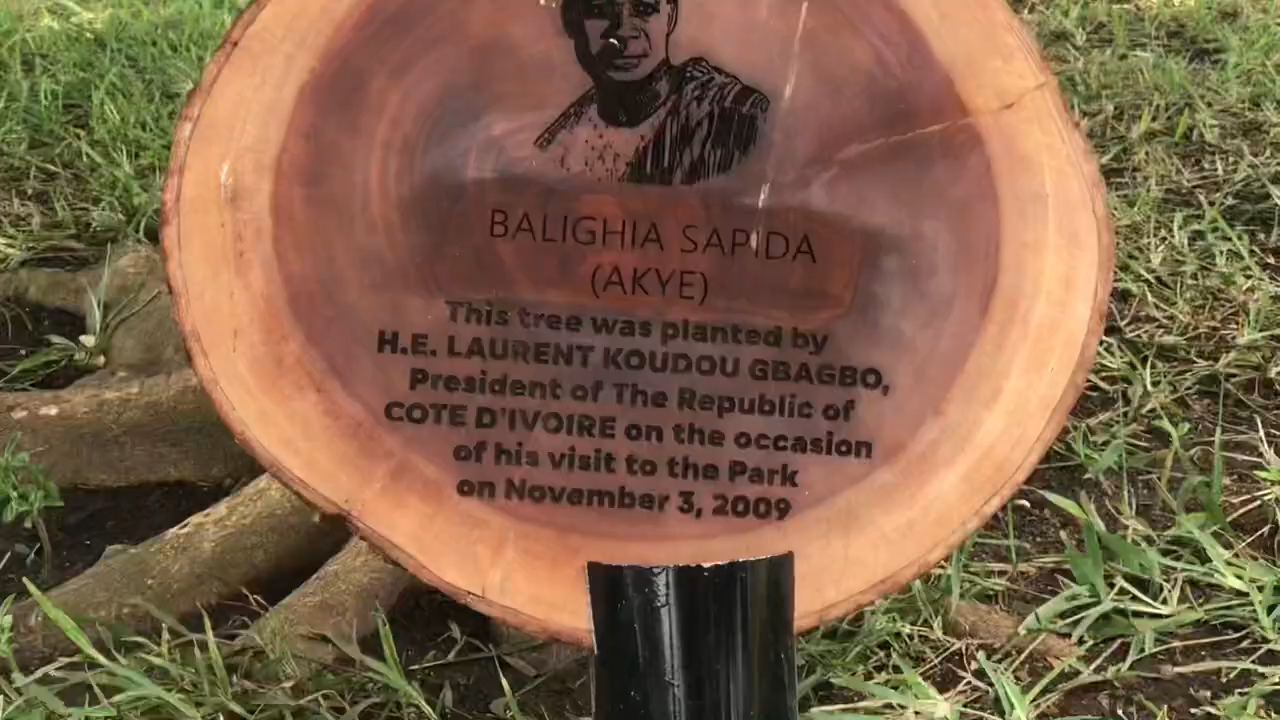 BALIGHIA SAPIDA
(AKYE)
This tree was planted by
H.E. LAURENT KOUDOU GBAGBO,
President of The Republic of
COTE D'IVOIRE on the occasion
of his visit to the Park
on November 3, 2009